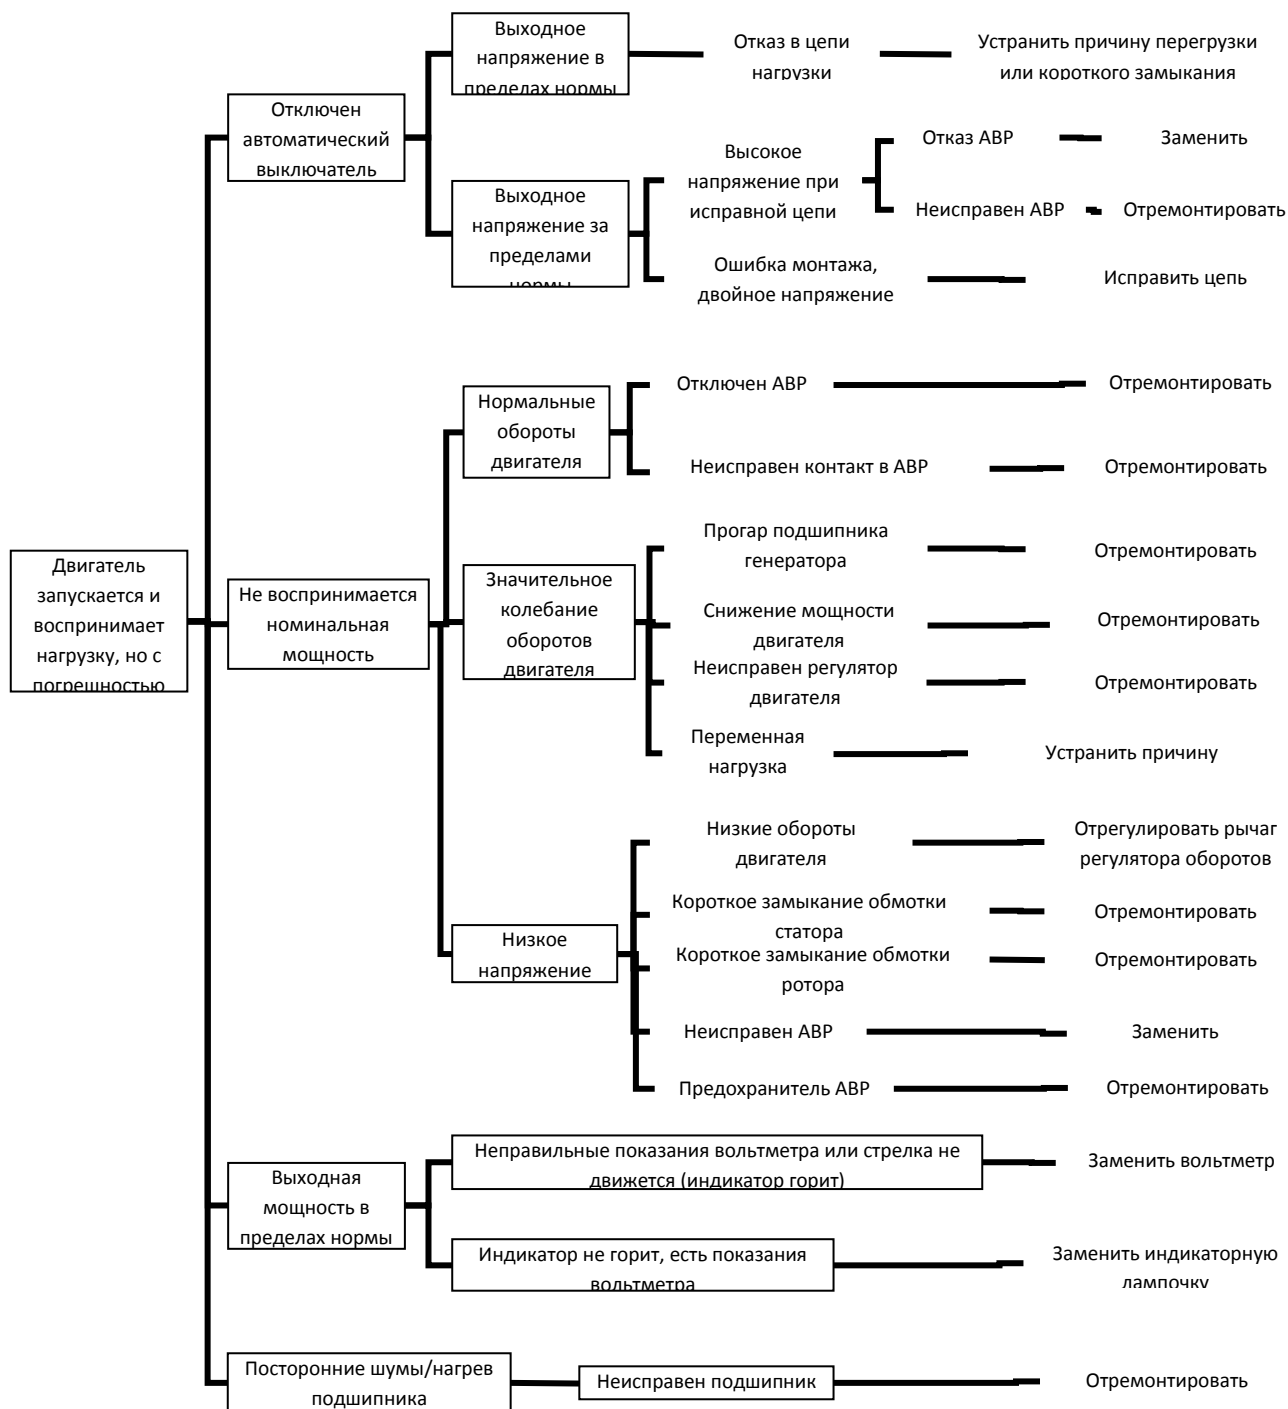 Выходное
напряжение в
пределах нормы
Отказ в цепи
нагрузки
Устранить причину перегрузки
или короткого замыкания
Отключен
автоматический
выключатель
Выходное
напряжение за
пределами
нормы
Высокое
напряжение при
исправной цепи
Отказ АВР
Заменить
Неисправен АВР
Отремонтировать
Ошибка монтажа,
двойное напряжение
Исправить цепь
Двигатель
запускается и
воспринимает
нагрузку, но с
погрешностью
Не воспринимается
номинальная
мощность
Нормальные
обороты
двигателя
Отключен АВР
Отремонтировать
Неисправен контакт в АВР
Отремонтировать
Значительное
колебание
оборотов
двигателя
Прогар подшипника
генератора
Отремонтировать
Снижение мощности
двигателя
Отремонтировать
Неисправен регулятор
двигателя
Отремонтировать
Переменная
нагрузка
Устранить причину
Низкое
напряжение
Низкие обороты
двигателя
Отрегулировать рычаг
регулятора оборотов
Короткое замыкание обмотки
статора
Отремонтировать
Короткое замыкание обмотки
ротора
Отремонтировать
Неисправен АВР
Заменить
Предохранитель АВР
Отремонтировать
Выходная
мощность в
пределах нормы
Неправильные показания вольтметра или стрелка не
движется (индикатор горит)
Заменить вольтметр
Индикатор не горит, есть показания
вольтметра
Заменить индикаторную
лампочку
Посторонние шумы/нагрев
подшипника
Неисправен подшипник
Отремонтировать